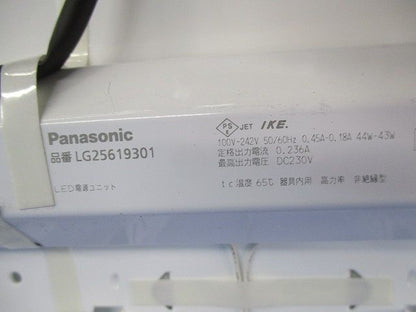 Panasonic
品番 LG25619301
LED電源ユニット
PS E JET IKE.
100V-242V 50/60Hz 0.45A-0.18A 44W-43W
定格出力電流 0.236A
最高出力電圧 DC230V
tc温度 65℃ 器具内用 高力率 非絶縁型